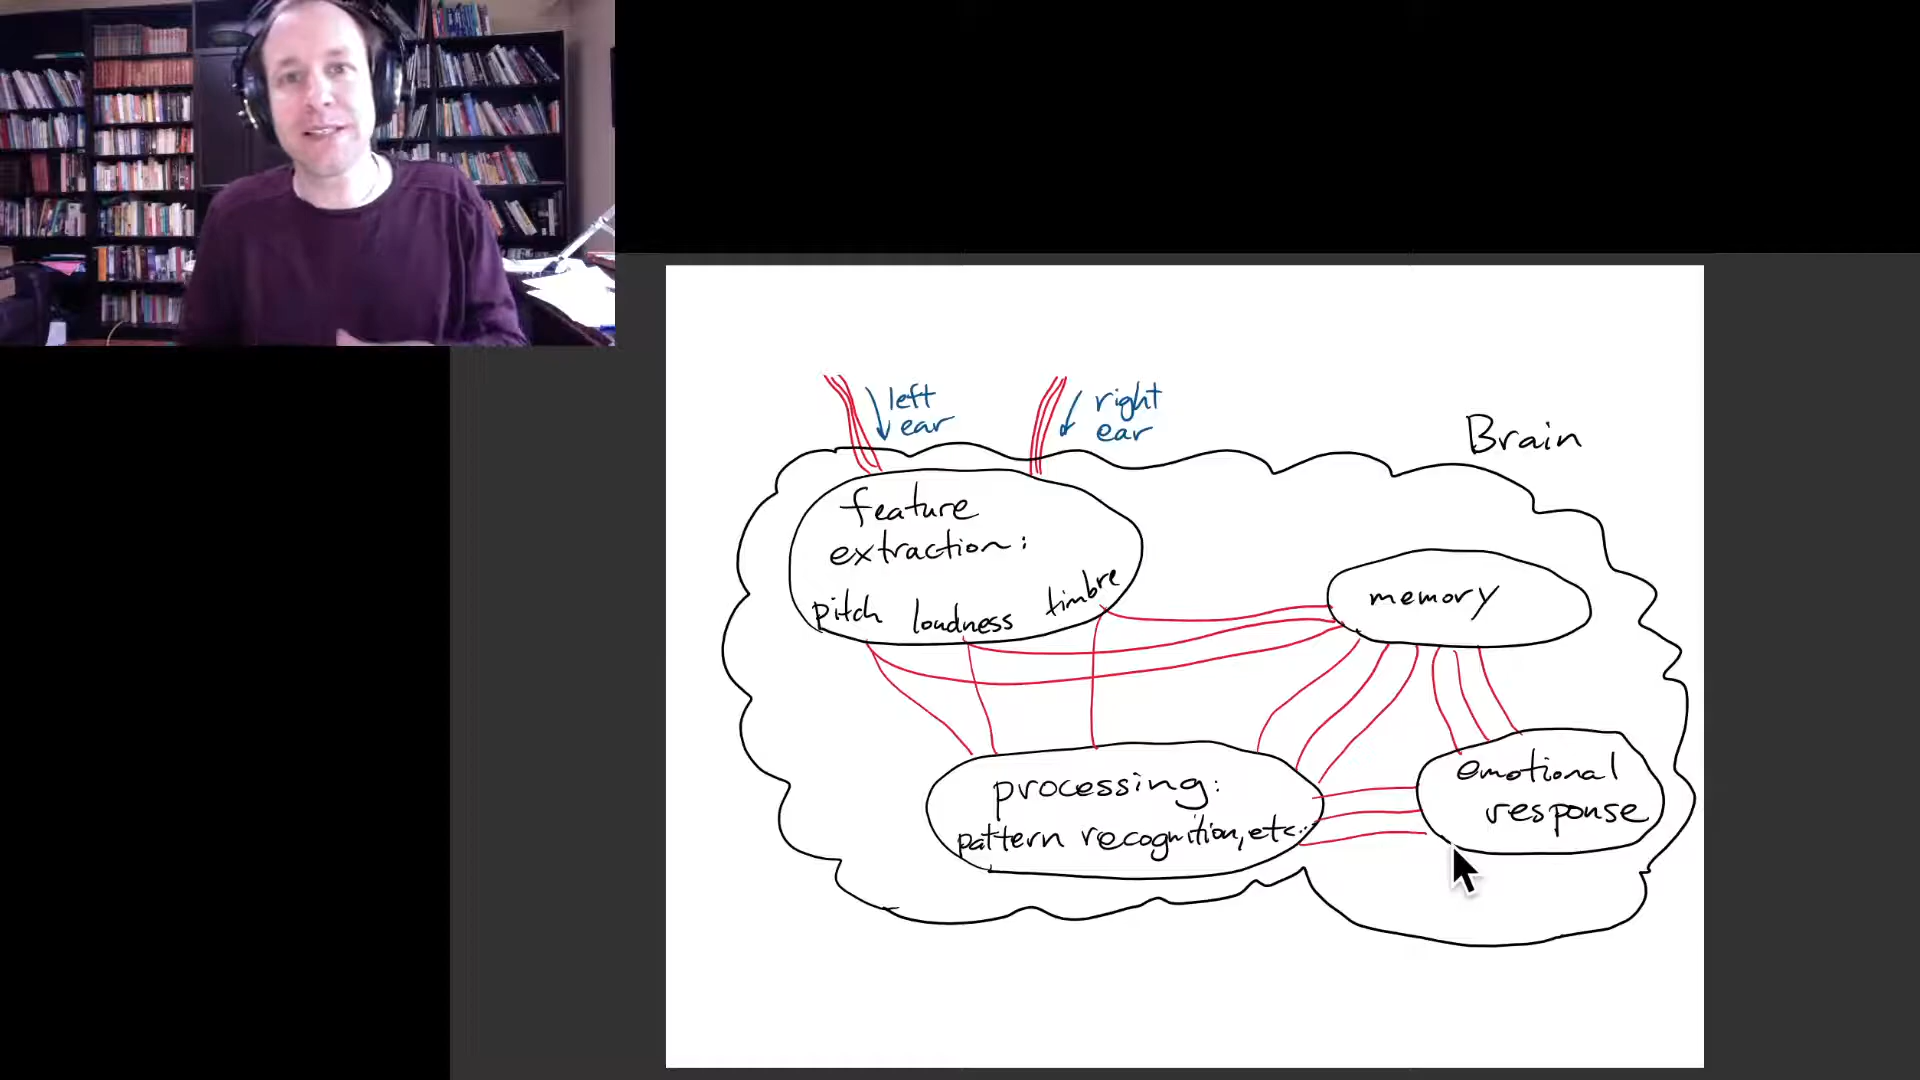 left
ear
right
ear
Brain
feature
extraction:
pitch loudness timbre
memory
processing:
pattern recognition, etc..
emotional
response